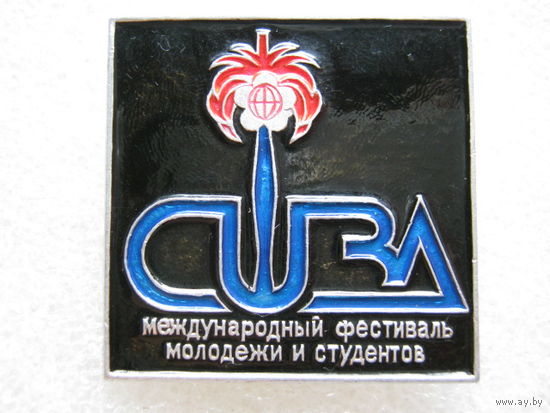 CUBA
международный фестиваль
молодежи и студентов
www.ay.by